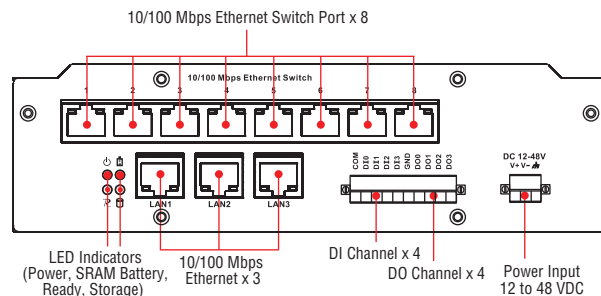 10/100 Mbps Ethernet Switch Port x 8
10/100 Mbps Ethernet Switch
1 2 3 4 5 6 7 8
COM DI0 DI1 DI2 DI3 GND DO0 DO1 DO2 DO3
DC 12-48V
V+ V-
LAN1 LAN2 LAN3
LED Indicators
(Power, SRAM Battery,
Ready, Storage)
10/100 Mbps
Ethernet x 3
DI Channel x 4
DO Channel x 4
Power Input
12 to 48 VDC